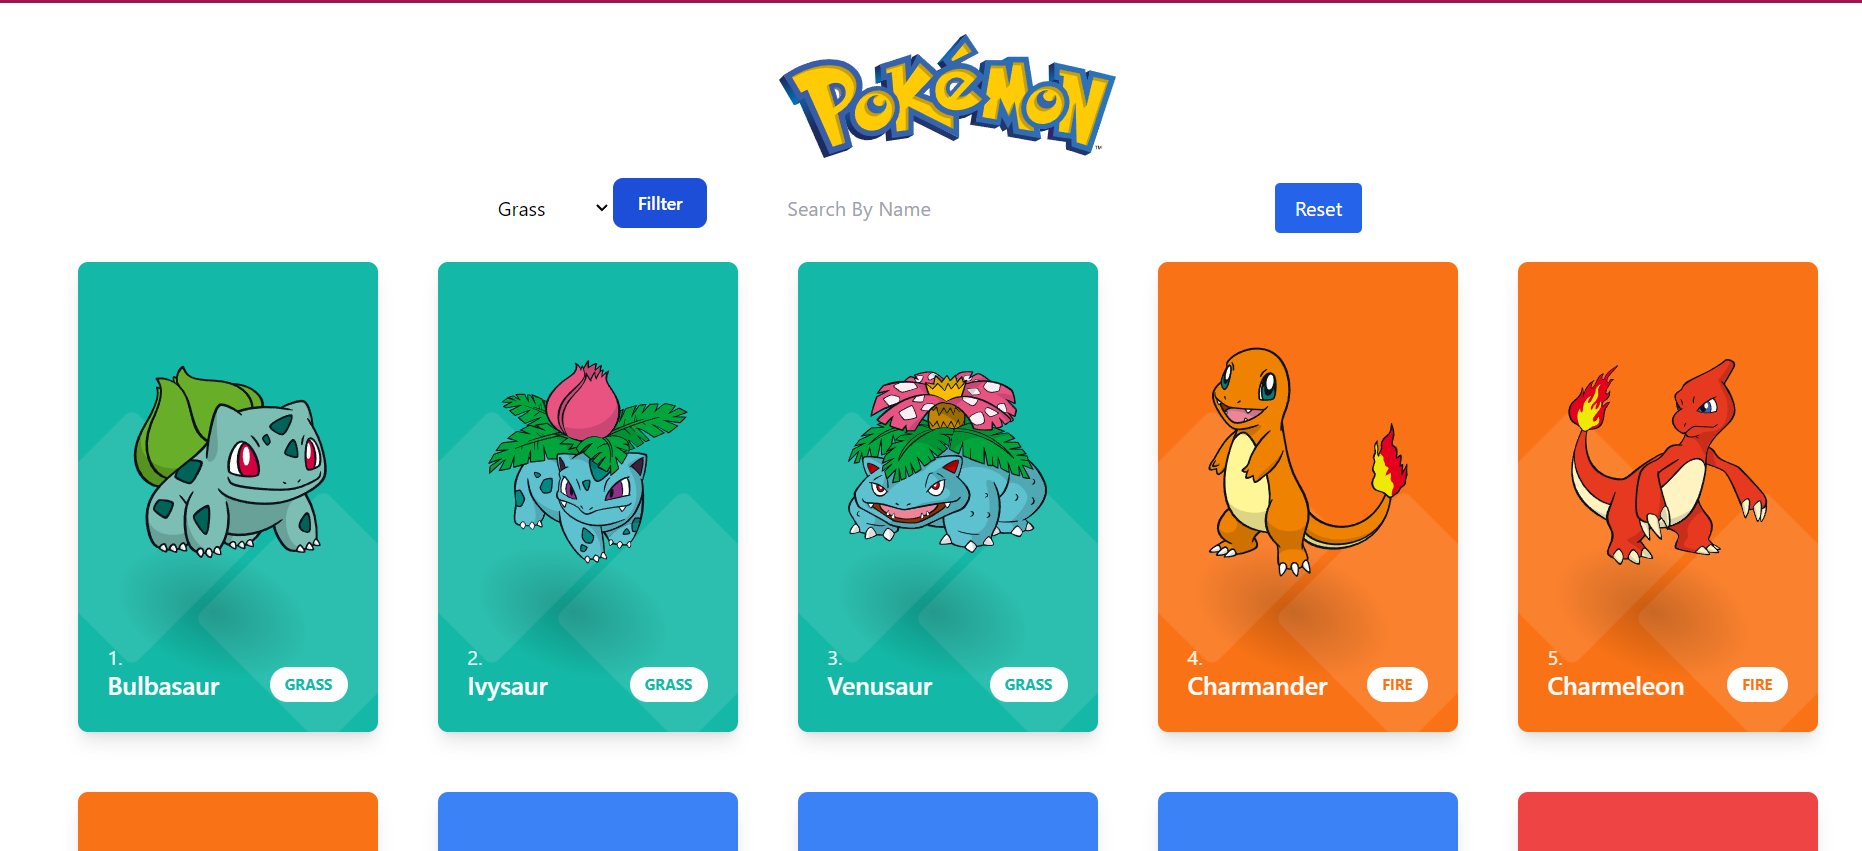 Pokémon
™
Grass
Fillter
Search By Name
Reset
1.
Bulbasaur
GRASS
2.
Ivysaur
GRASS
3.
Venusaur
GRASS
4.
Charmander
FIRE
5.
Charmeleon
FIRE